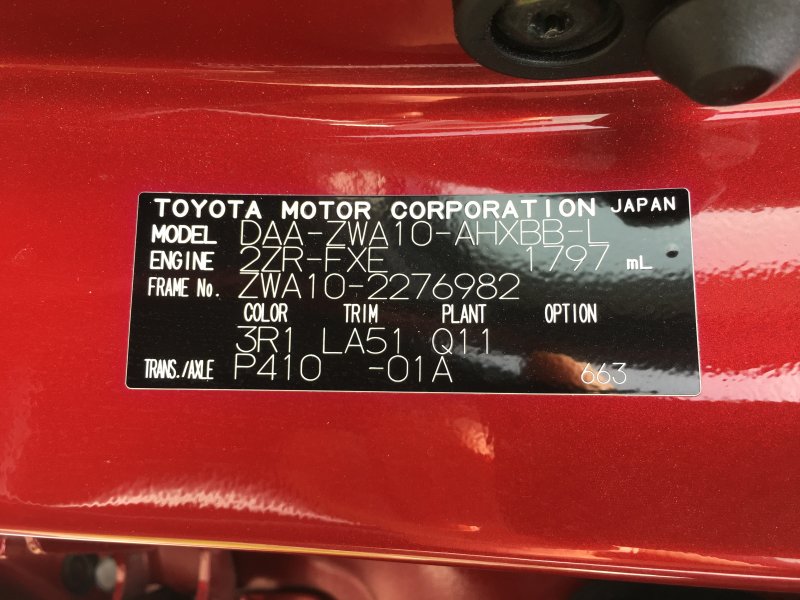 TOYOTA MOTOR CORPORATION JAPAN
MODEL DAA-ZWA10-AHXBB-L
ENGINE 2ZR-FXE 1797 mL
FRAME No. ZWA10-2276982
COLOR TRIM PLANT OPTION
3R1 LA51 Q11
TRANS./AXLE P410 -01A 663